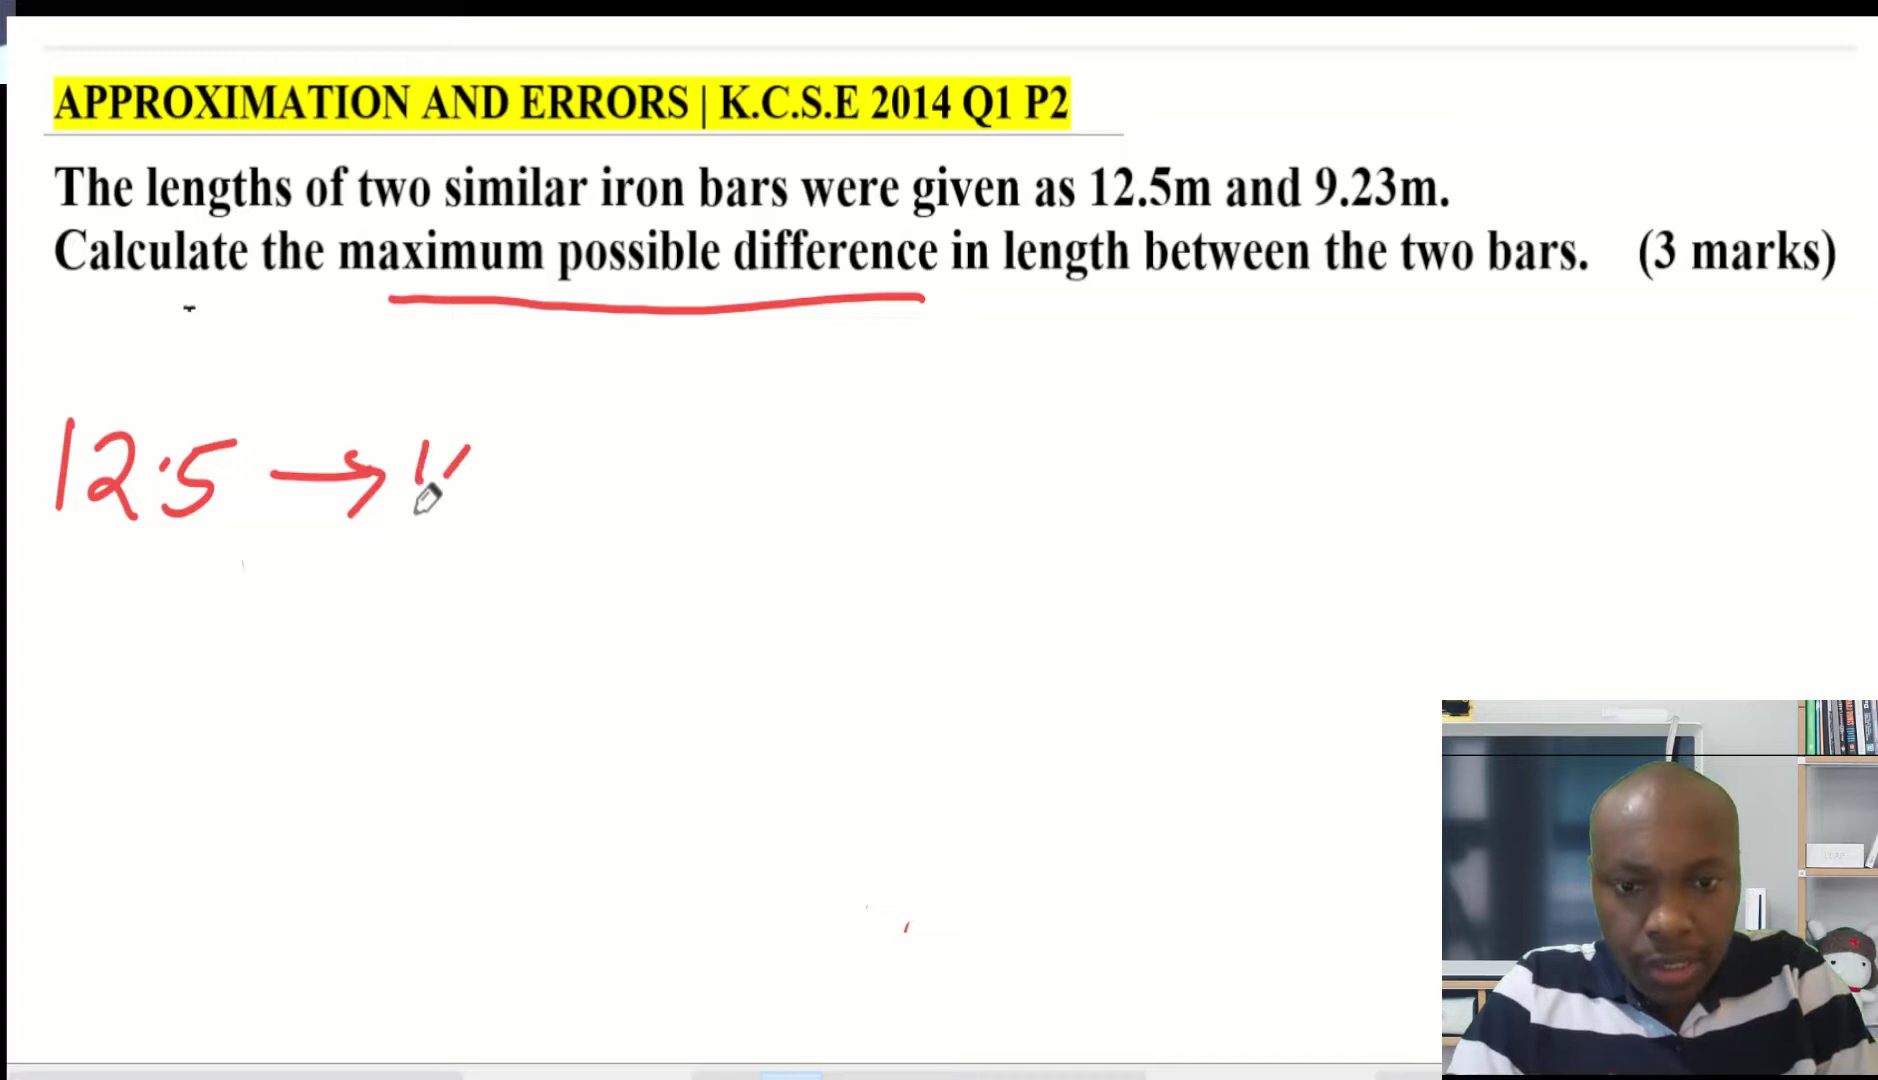 APPROXIMATION AND ERRORS | K.C.S.E 2014 Q1 P2
The lengths of two similar iron bars were given as 12.5m and 9.23m.
Calculate the maximum possible difference in length between the two bars. (3 marks)
12.5 →